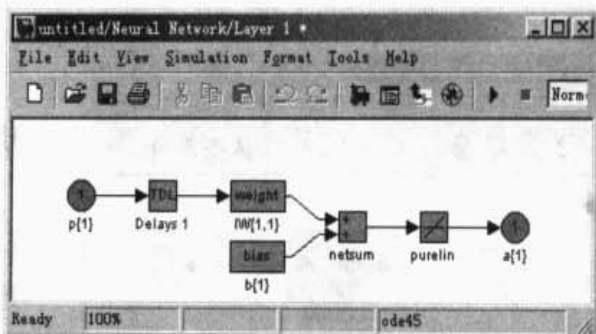 untitled/Neural Network/Layer 1 *
File Edit View Simulation Format Tools Help
Norm
1 TDL weight
p{1} Delays 1 IW{1,1}
bias
b{1}
netsum purelin a{1}
1
Ready 100% ode45